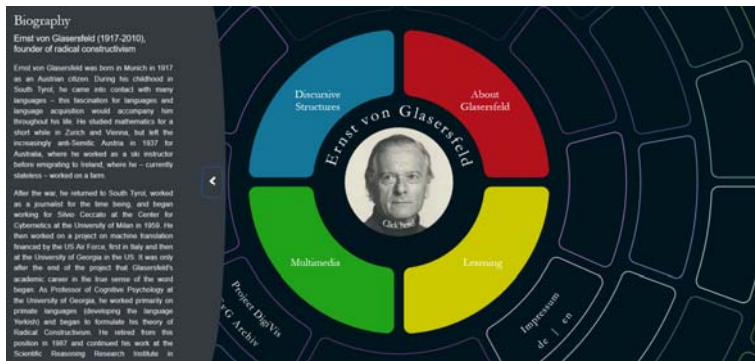 Biography
Ernst von Glasersfeld (1917-2010),
founder of radical constructivism
Ernst von Glasersfeld was born in Munich in 1917
as an Austrian citizen. During his childhood in
South Tyrol, he came into contact with many
languages – this fascination for languages and
language acquisition would accompany him
throughout his life. He studied mathematics for a
short while in Zurich and Vienna, but left the
increasingly anti-Semitic Austria in 1937 for
Australia, where he worked as a ski instructor
before emigrating to Ireland, where he – currently
stateless – worked on a farm.
After the war, he returned to South Tyrol, worked
as a journalist for the time being, and began
working for Silvio Ceccato at the Center for
Cybernetics at the University of Milan in 1959. He
then worked on a project on machine translation
financed by the US Air Force, first in Italy and then
at the University of Georgia in the US. It was only
after the end of the project that Glasersfeld's
academic career in the true sense of the word
began. As Professor of Cognitive Psychology at
the University of Georgia, he worked primarily on
primate languages (developing the language
Yerkish) and began to formulate his theory of
Radical Constructivism. He retired from this
position in 1987 and continued his work at the
Scientific Reasoning Research Institute in
Discursive
Structures
About
Glasersfeld
Ernst von Glasersfeld
Click here!
Multimedia
Learning
Project DigiVis
EvG Archiv
Impressum
de | en